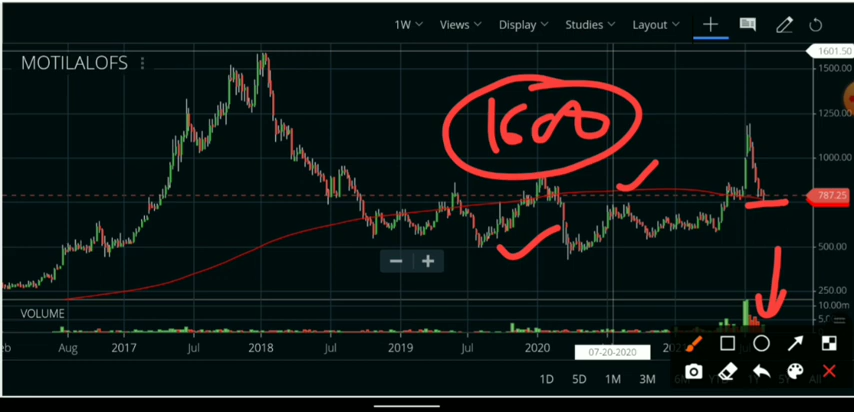 1W Views Display Studies Layout
MOTILALOFS
1601.50
1500.00
1250.00
1600
1000.00
787.25
500.00
250.00
VOLUME
10.00m
Aug 2017 Jul 2018 Jul 2019 Jul 2020
07-20-2020
1D 5D 1M 3M
All